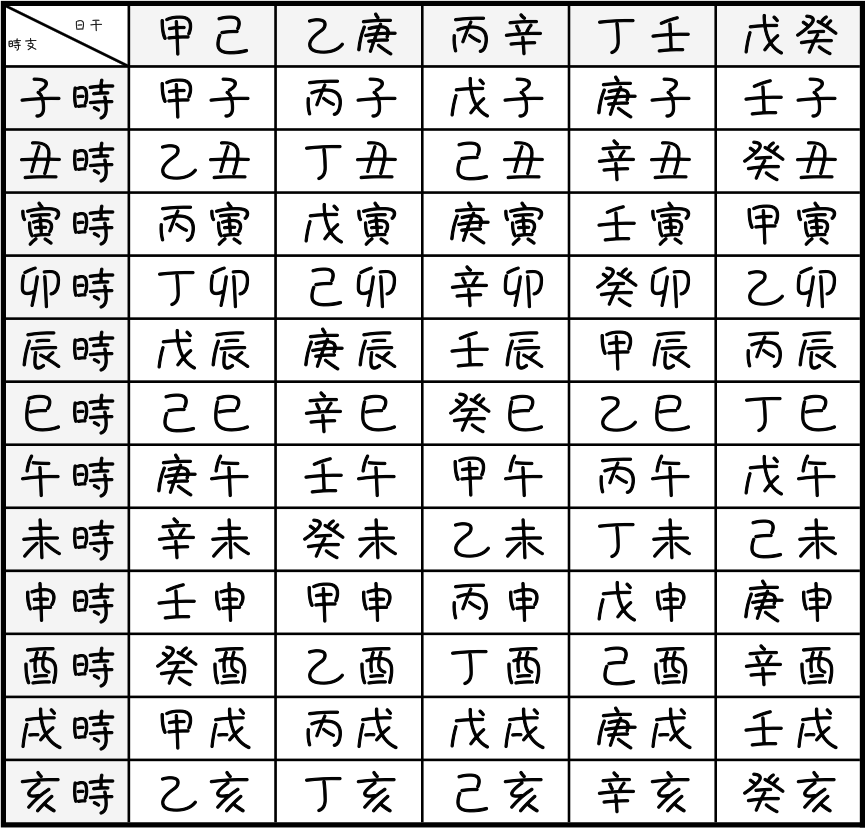 日干
時亥
甲己 乙庚 丙辛 丁壬 戊癸
子時 甲子 丙子 戊子 庚子 壬子
丑時 乙丑 丁丑 己丑 辛丑 癸丑
寅時 丙寅 戊寅 庚寅 壬寅 甲寅
卯時 丁卯 己卯 辛卯 癸卯 乙卯
辰時 戊辰 庚辰 壬辰 甲辰 丙辰
巳時 己巳 辛巳 癸巳 乙巳 丁巳
午時 庚午 壬午 甲午 丙午 戊午
未時 辛未 癸未 乙未 丁未 己未
申時 壬申 甲申 丙申 戊申 庚申
酉時 癸酉 乙酉 丁酉 己酉 辛酉
戌時 甲戌 丙戌 戊戌 庚戌 壬戌
亥時 乙亥 丁亥 己亥 辛亥 癸亥